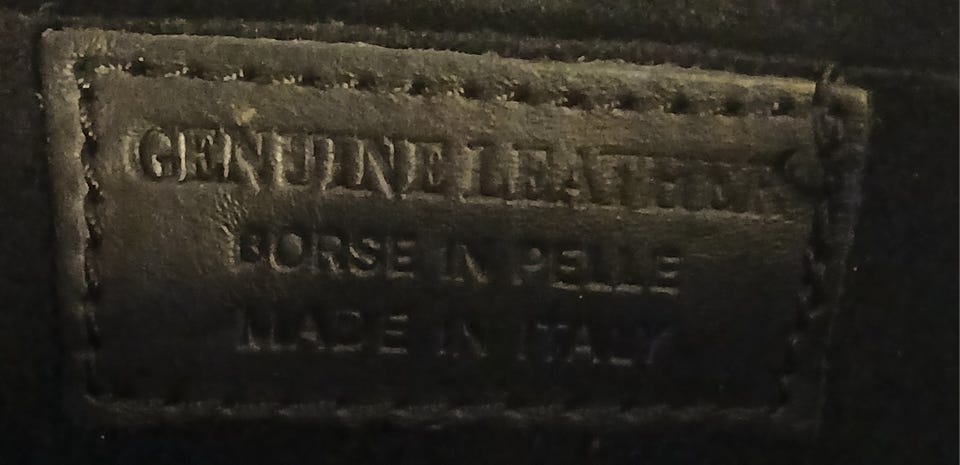 GENUINE LEATHER
BORSE IN PELLE
MADE IN ITALY